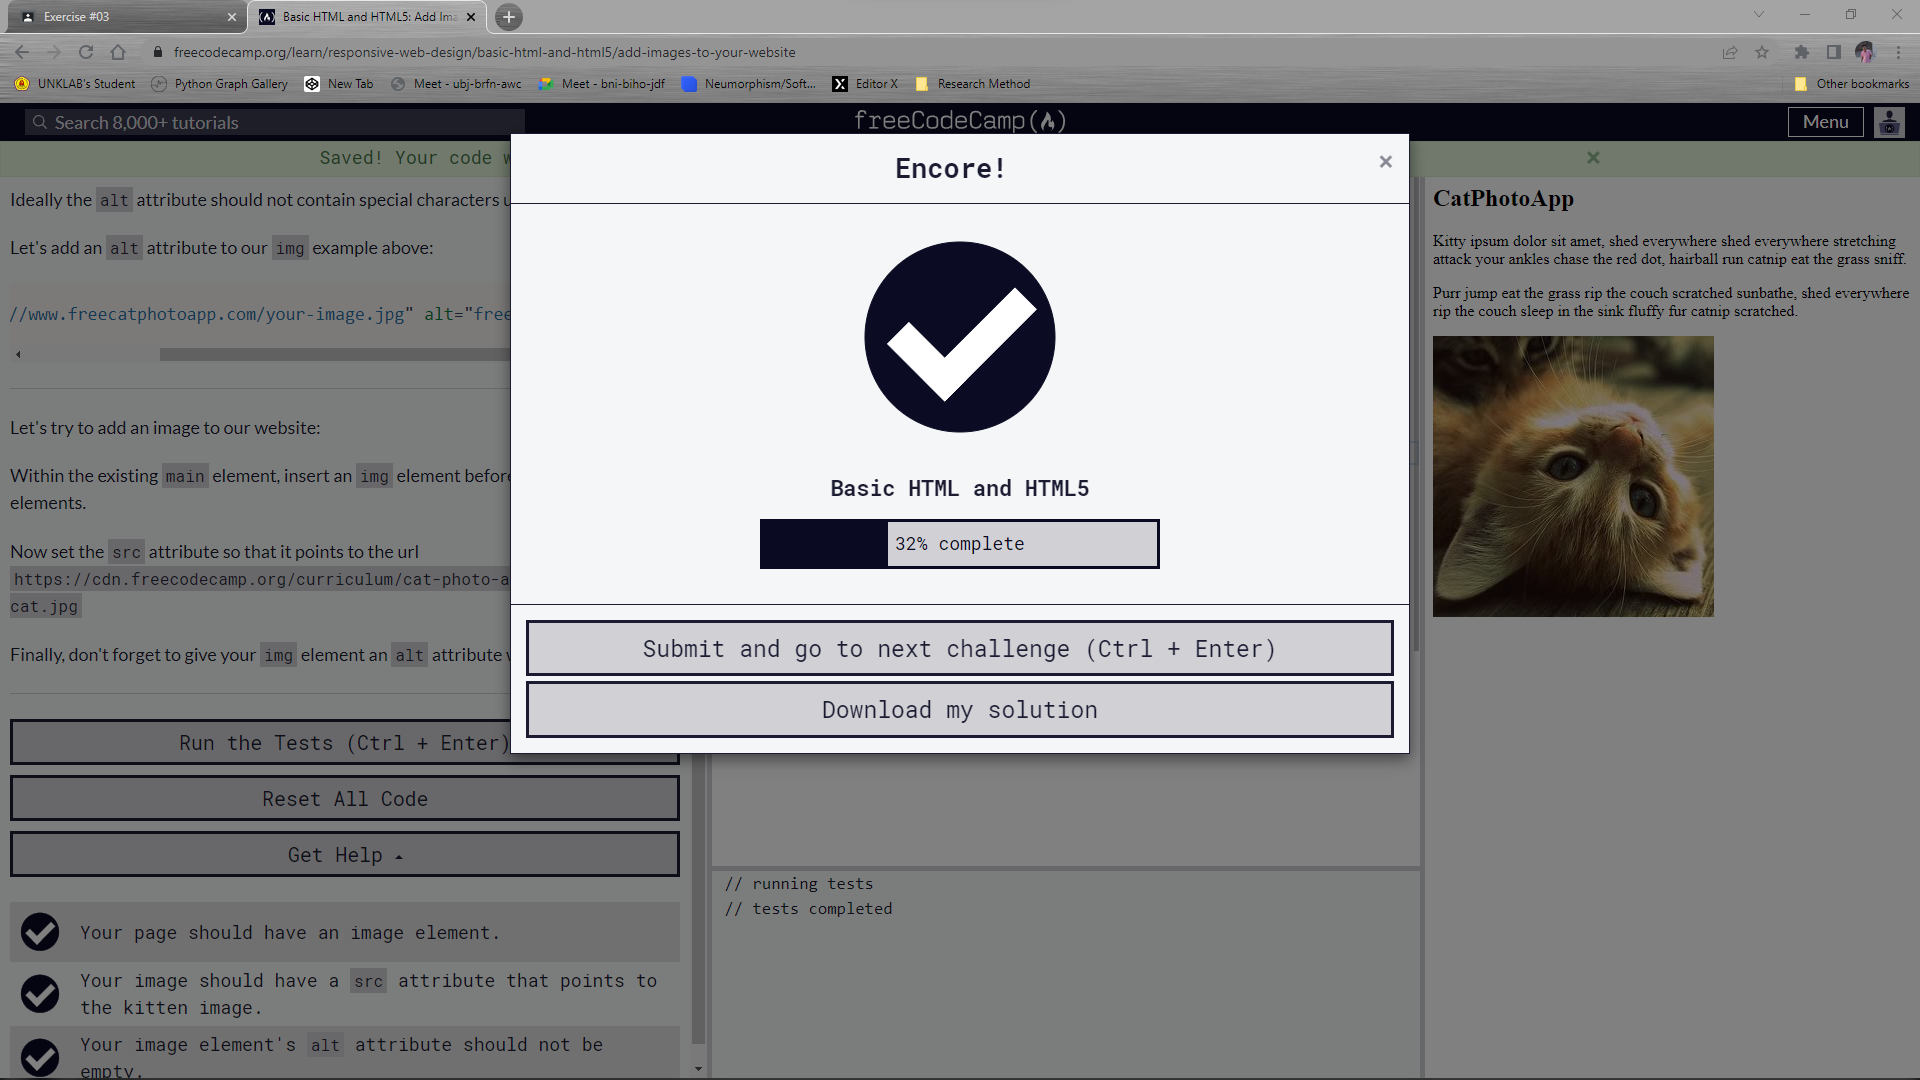 Exercise #03
Basic HTML and HTML5: Add Ima
freecodecamp.org/learn/responsive-web-design/basic-html-and-html5/add-images-to-your-website
UNKLAB's Student
Python Graph Gallery
New Tab
Meet - ubj-brfn-awc
Meet - bni-biho-jdf
Neumorphism/Soft...
Editor X
Research Method
Other bookmarks
Search 8,000+ tutorials
freeCodeCamp
Menu
Saved! Your code w
Ideally the alt attribute should not contain special characters u
Let's add an alt attribute to our img example above:
//www.freecatphotoapp.com/your-image.jpg" alt="free
Let's try to add an image to our website:
Within the existing main element, insert an img element before
elements.
Now set the src attribute so that it points to the url
https://cdn.freecodecamp.org/curriculum/cat-photo-a
cat.jpg
Finally, don't forget to give your img element an alt attribute w
Run the Tests (Ctrl + Enter)
Reset All Code
Get Help
Your page should have an image element.
Your image should have a src attribute that points to
the kitten image.
Your image element's alt attribute should not be
empty.
Encore!
×
Basic HTML and HTML5
32% complete
Submit and go to next challenge (Ctrl + Enter)
Download my solution
// running tests
// tests completed
CatPhotoApp
Kitty ipsum dolor sit amet, shed everywhere shed everywhere stretching
attack your ankles chase the red dot, hairball run catnip eat the grass sniff.
Purr jump eat the grass rip the couch scratched sunbathe, shed everywhere
rip the couch sleep in the sink fluffy fur catnip scratched.